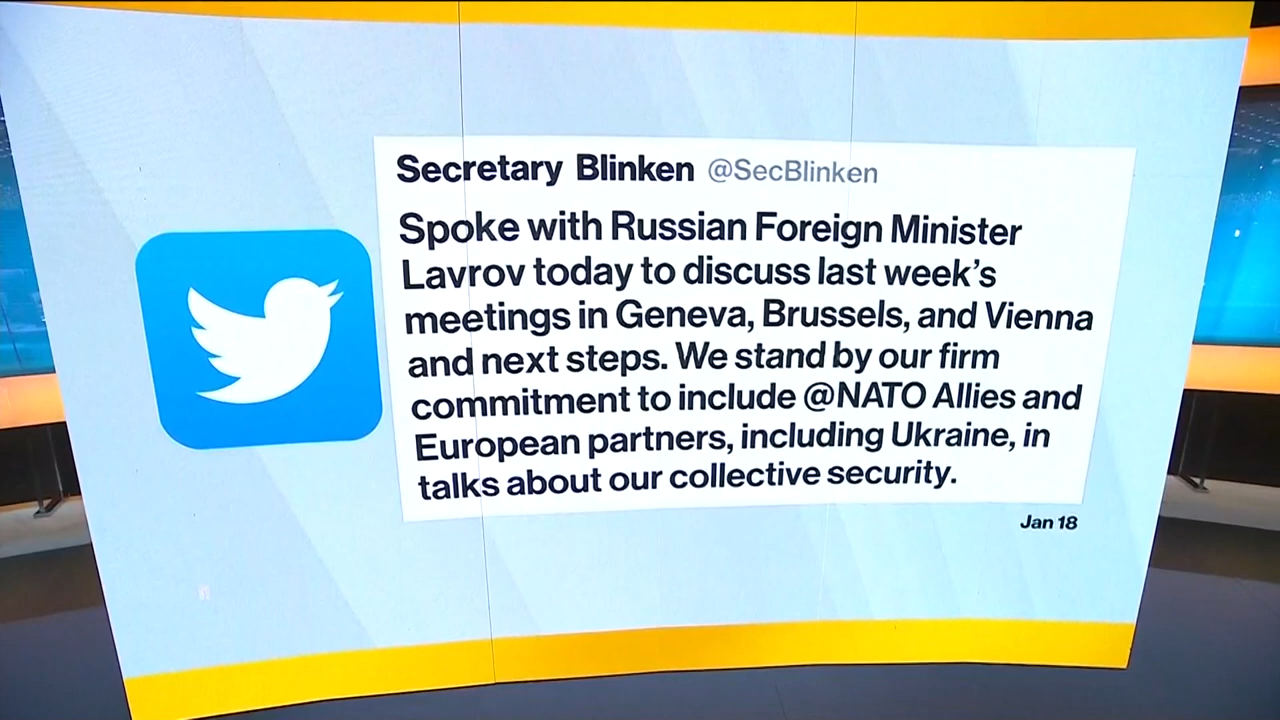 Secretary Blinken @SecBlinken
Spoke with Russian Foreign Minister
Lavrov today to discuss last week's
meetings in Geneva, Brussels, and Vienna
and next steps. We stand by our firm
commitment to include @NATO Allies and
European partners, including Ukraine, in
talks about our collective security.
Jan 18